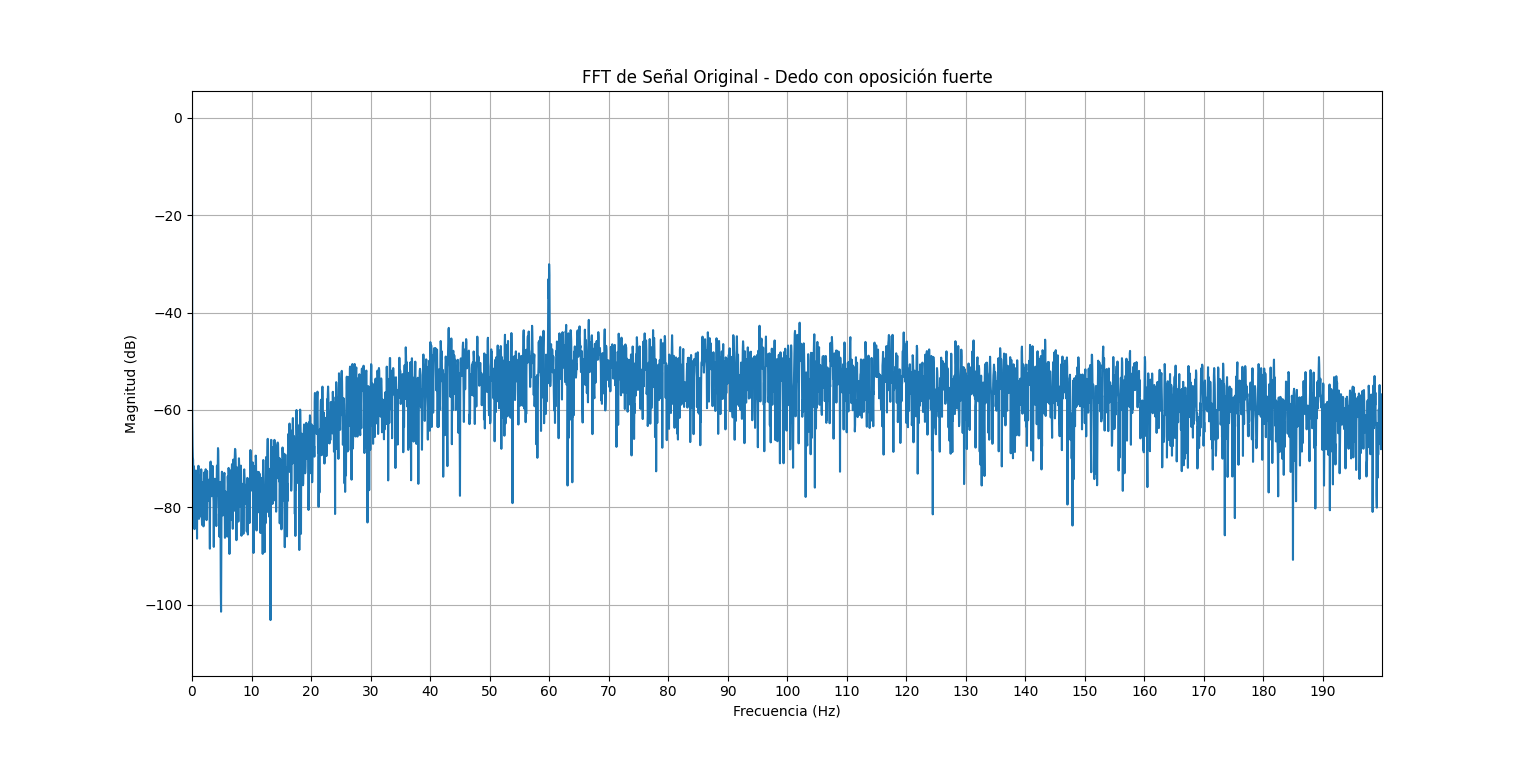 FFT de Señal Original - Dedo con oposición fuerte
Magnitud (dB)
0
−20
−40
−60
−80
−100
0 10 20 30 40 50 60 70 80 90 100 110 120 130 140 150 160 170 180 190
Frecuencia (Hz)